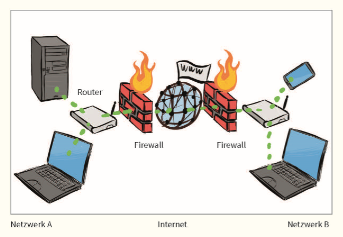 WWW
Router
Firewall
Firewall
Netzwerk A
Internet
Netzwerk B